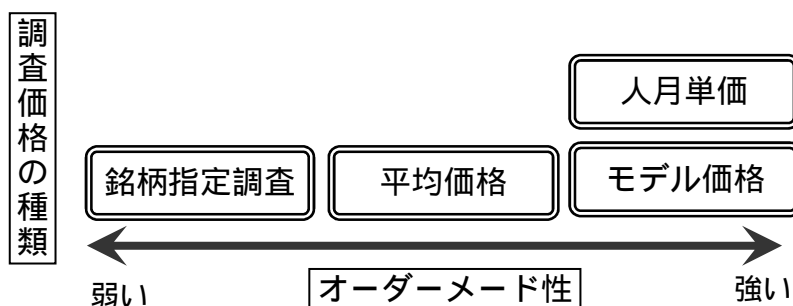 調査価格の種類
人月単価
銘柄指定調査
平均価格
モデル価格
弱い
オーダーメード性
強い